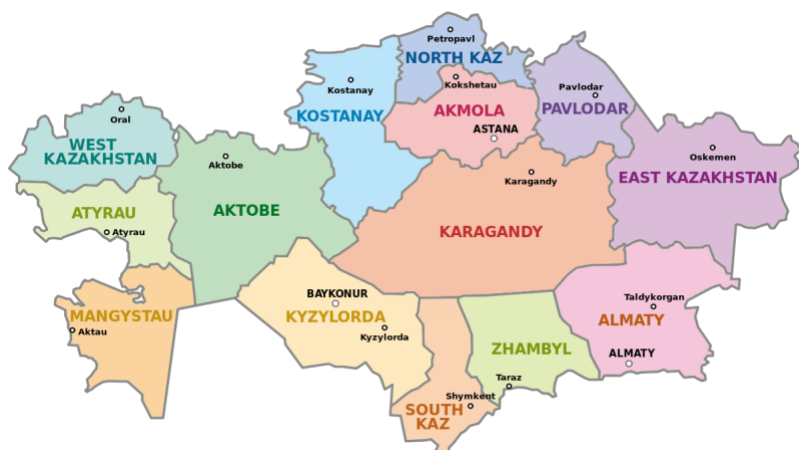 Petropavl
NORTH KAZ
Kostanay
KOSTANAY
Kokshetau
AKMOLA
ASTANA
Pavlodar
PAVLODAR
Oral
WEST
KAZAKHSTAN
Aktobe
AKTOBE
Oskemen
EAST KAZAKHSTAN
Karagandy
KARAGANDY
ATYRAU
Atyrau
MANGYSTAU
Aktau
BAYKONUR
KYZYLORDA
Kyzylorda
Taldykorgan
ALMATY
ALMATY
ZHAMBYL
Taraz
Shymkent
SOUTH
KAZ